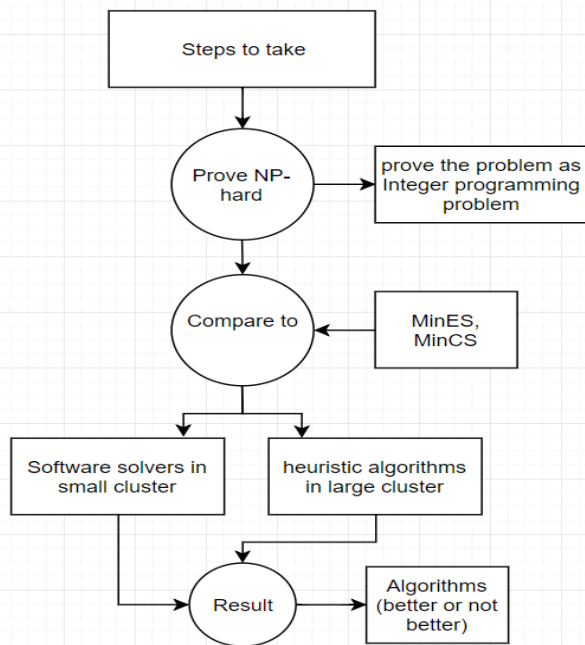 Steps to take
Prove NP-
hard
prove the problem as
Integer programming
problem
Compare to
MinES,
MinCS
Software solvers in
small cluster
heuristic algorithms
in large cluster
Result
Algorithms
(better or not
better)